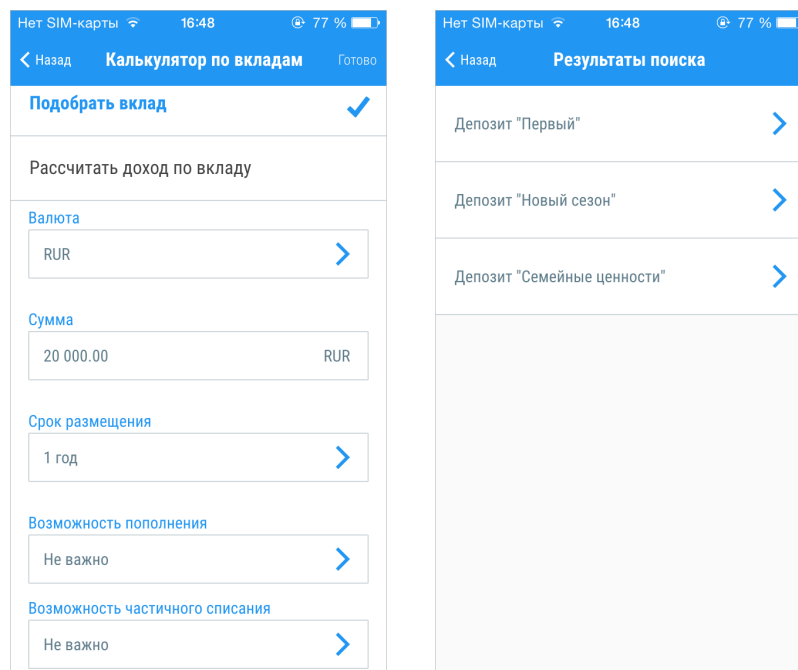 Нет SIM-карты 16:48 77 %
Назад Калькулятор по вкладам Готово
Подобрать вклад
Рассчитать доход по вкладу
Валюта
RUR
Сумма
20 000.00 RUR
Срок размещения
1 год
Возможность пополнения
Не важно
Возможность частичного списания
Не важно
Нет SIM-карты 16:48 77 %
Назад Результаты поиска
Депозит "Первый"
Депозит "Новый сезон"
Депозит "Семейные ценности"